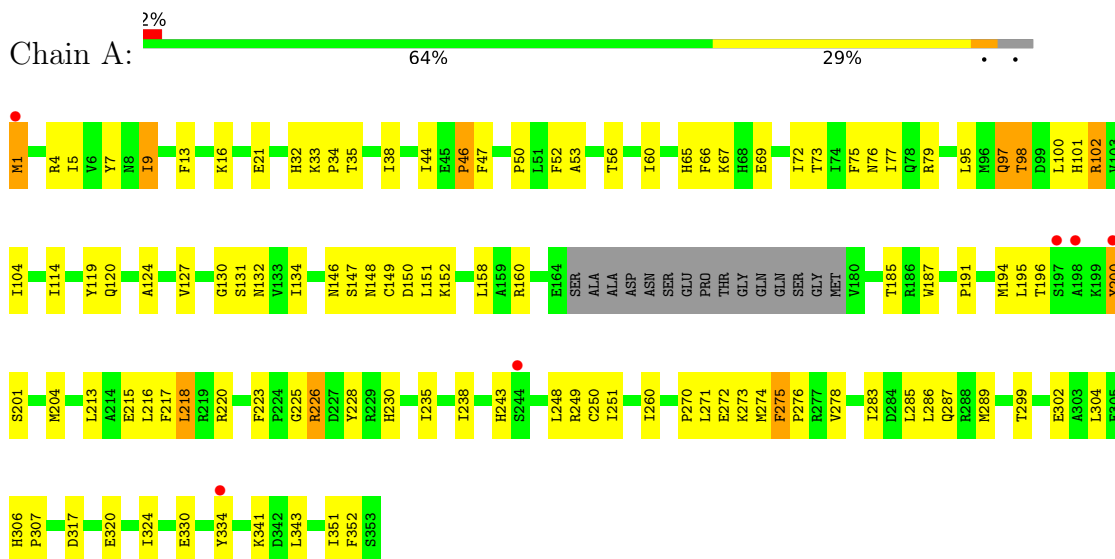 2%
Chain A: 64% 29% • •
M1 R4 I5 V6 Y7 N8 I9 F13 K16 E21 H32 K33 P34 T35 I38 I44 E45 P46 F47 P50 L51 F52 A53 T56 I60 H65 F66 K67 H68 E69 I72 T73 I74 F75 N76 I77 Q78 R79 L95 M96 Q97 T98 D99 L100 H101 R102 V103
I104 I114 Y119 Q120 A124 V127 G130 S131 N132 V133 I134 N146 S147 N148 C149 D150 L151 K152 L158 A159 R160 E164 SER ALA ALA ASP ASN SER GLU PRO THR GLY GLN GLN SER GLY MET V180 T185 R186 W187 P191 M194 L195 T196 S197 A198 K199 Y200
S201 M204 L213 A214 E215 L216 F217 L218 R219 R220 F223 P224 G225 R226 D227 Y228 R229 H230 I235 I238 H243 S244 L248 R249 C250 I251 I260 P270 L271 E272 K273 M274 F275 P276 R277 V278 I283 D284 L285 L286 Q287 R288 M289 T299 E302 A303 L304 E305
H306 P307 D317 E320 I324 E330 Y334 K341 D342 L343 I351 F352 S353